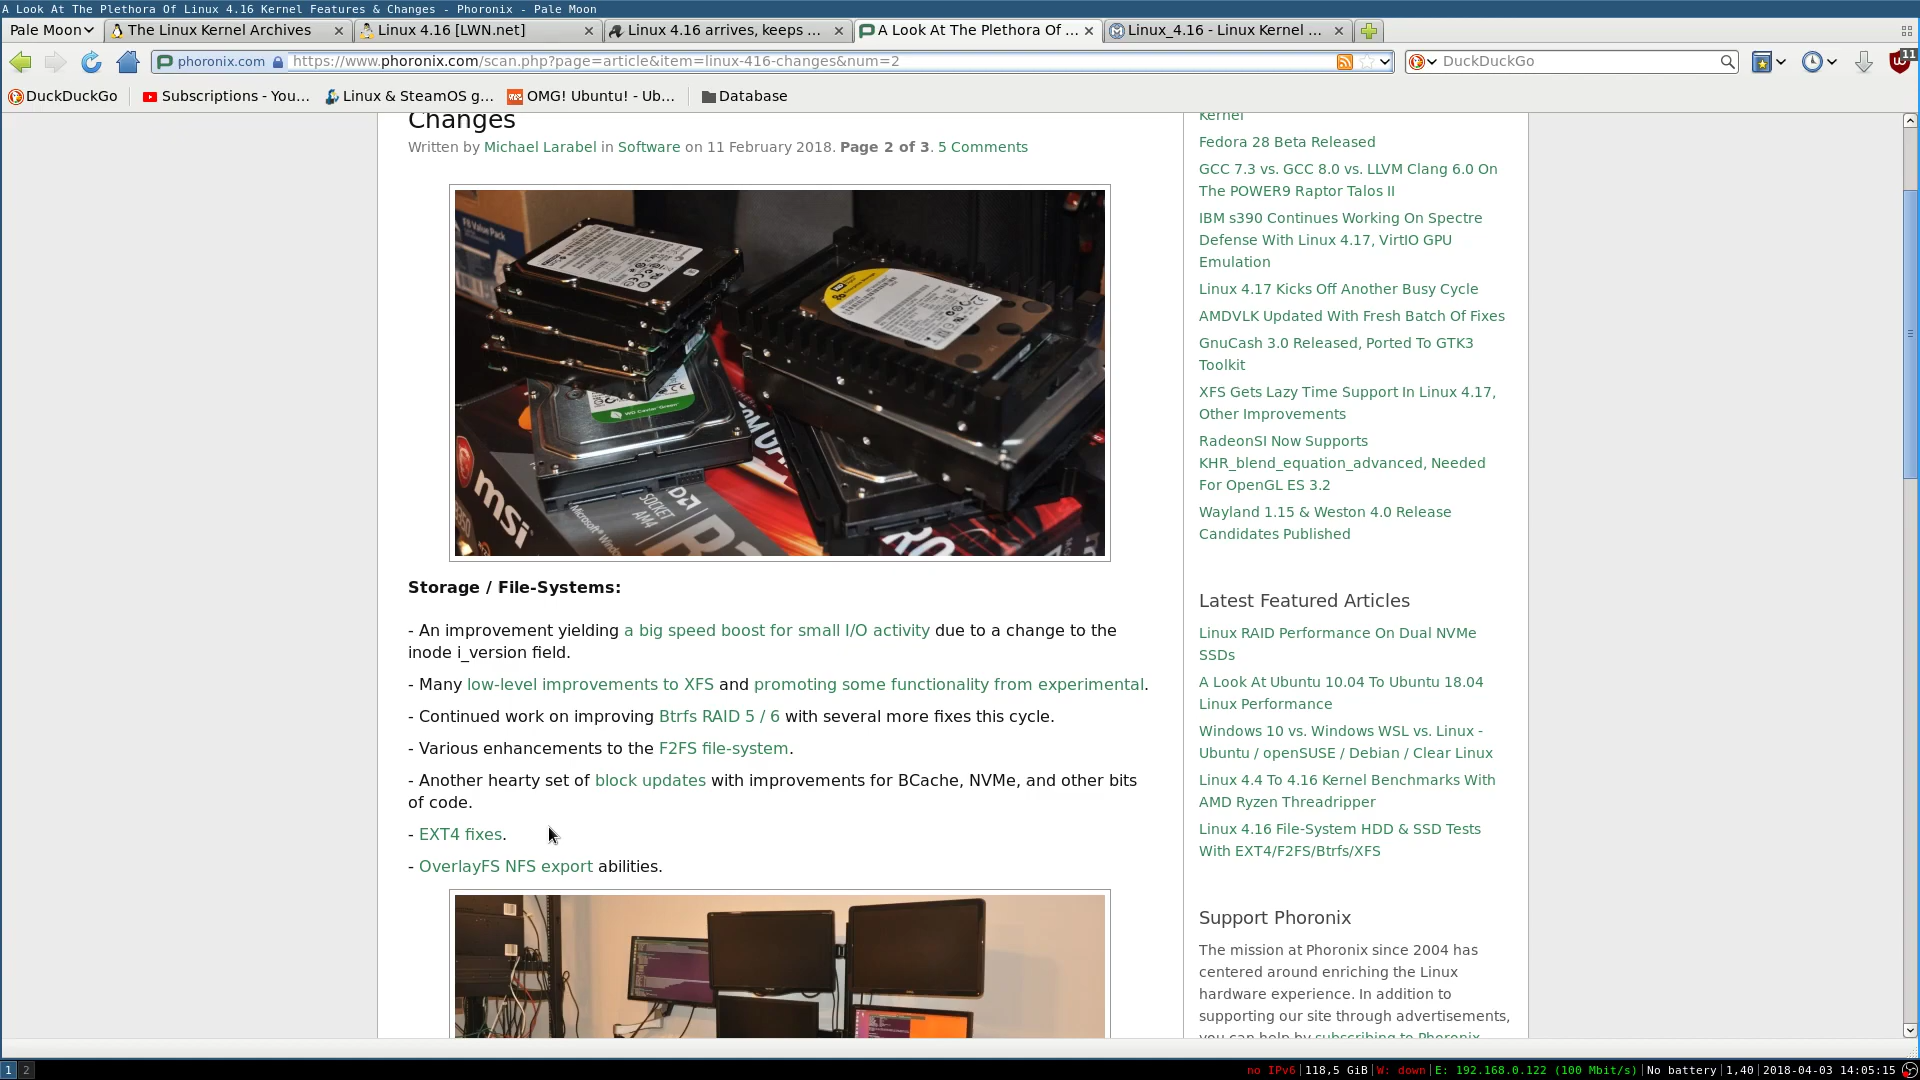 A Look At The Plethora Of Linux 4.16 Kernel Features & Changes - Phoronix - Pale Moon
Pale Moon
The Linux Kernel Archives
Linux 4.16 [LWN.net]
Linux 4.16 arrives, keeps ...
A Look At The Plethora Of ...
Linux_4.16 - Linux Kernel ...
phoronix.com
https://www.phoronix.com/scan.php?page=article&item=linux-416-changes&num=2
DuckDuckGo
11
DuckDuckGo
Subscriptions - You...
Linux & SteamOS g...
OMG! Ubuntu! - Ub...
Database
Changes
Written by Michael Larabel in Software on 11 February 2018. Page 2 of 3. 5 Comments
WD Caviar Green
msi
SOCKET
AM4
Storage / File-Systems:
- An improvement yielding a big speed boost for small I/O activity due to a change to the
inode i_version field.
- Many low-level improvements to XFS and promoting some functionality from experimental.
- Continued work on improving Btrfs RAID 5 / 6 with several more fixes this cycle.
- Various enhancements to the F2FS file-system.
- Another hearty set of block updates with improvements for BCache, NVMe, and other bits
of code.
- EXT4 fixes.
- OverlayFS NFS export abilities.
Kernel
Fedora 28 Beta Released
GCC 7.3 vs. GCC 8.0 vs. LLVM Clang 6.0 On
The POWER9 Raptor Talos II
IBM s390 Continues Working On Spectre
Defense With Linux 4.17, VirtIO GPU
Emulation
Linux 4.17 Kicks Off Another Busy Cycle
AMDVLK Updated With Fresh Batch Of Fixes
GnuCash 3.0 Released, Ported To GTK3
Toolkit
XFS Gets Lazy Time Support In Linux 4.17,
Other Improvements
RadeonSI Now Supports
KHR_blend_equation_advanced, Needed
For OpenGL ES 3.2
Wayland 1.15 & Weston 4.0 Release
Candidates Published
Latest Featured Articles
Linux RAID Performance On Dual NVMe
SSDs
A Look At Ubuntu 10.04 To Ubuntu 18.04
Linux Performance
Windows 10 vs. Windows WSL vs. Linux -
Ubuntu / openSUSE / Debian / Clear Linux
Linux 4.4 To 4.16 Kernel Benchmarks With
AMD Ryzen Threadripper
Linux 4.16 File-System HDD & SSD Tests
With EXT4/F2FS/Btrfs/XFS
Support Phoronix
The mission at Phoronix since 2004 has
centered around enriching the Linux
hardware experience. In addition to
supporting our site through advertisements,
you can help by subscribing to Phoronix
1 2
no IPv6|118,5 GiB|W: down|E: 192.168.0.122 (100 Mbit/s)|No battery|1,40|2018-04-03 14:05:15